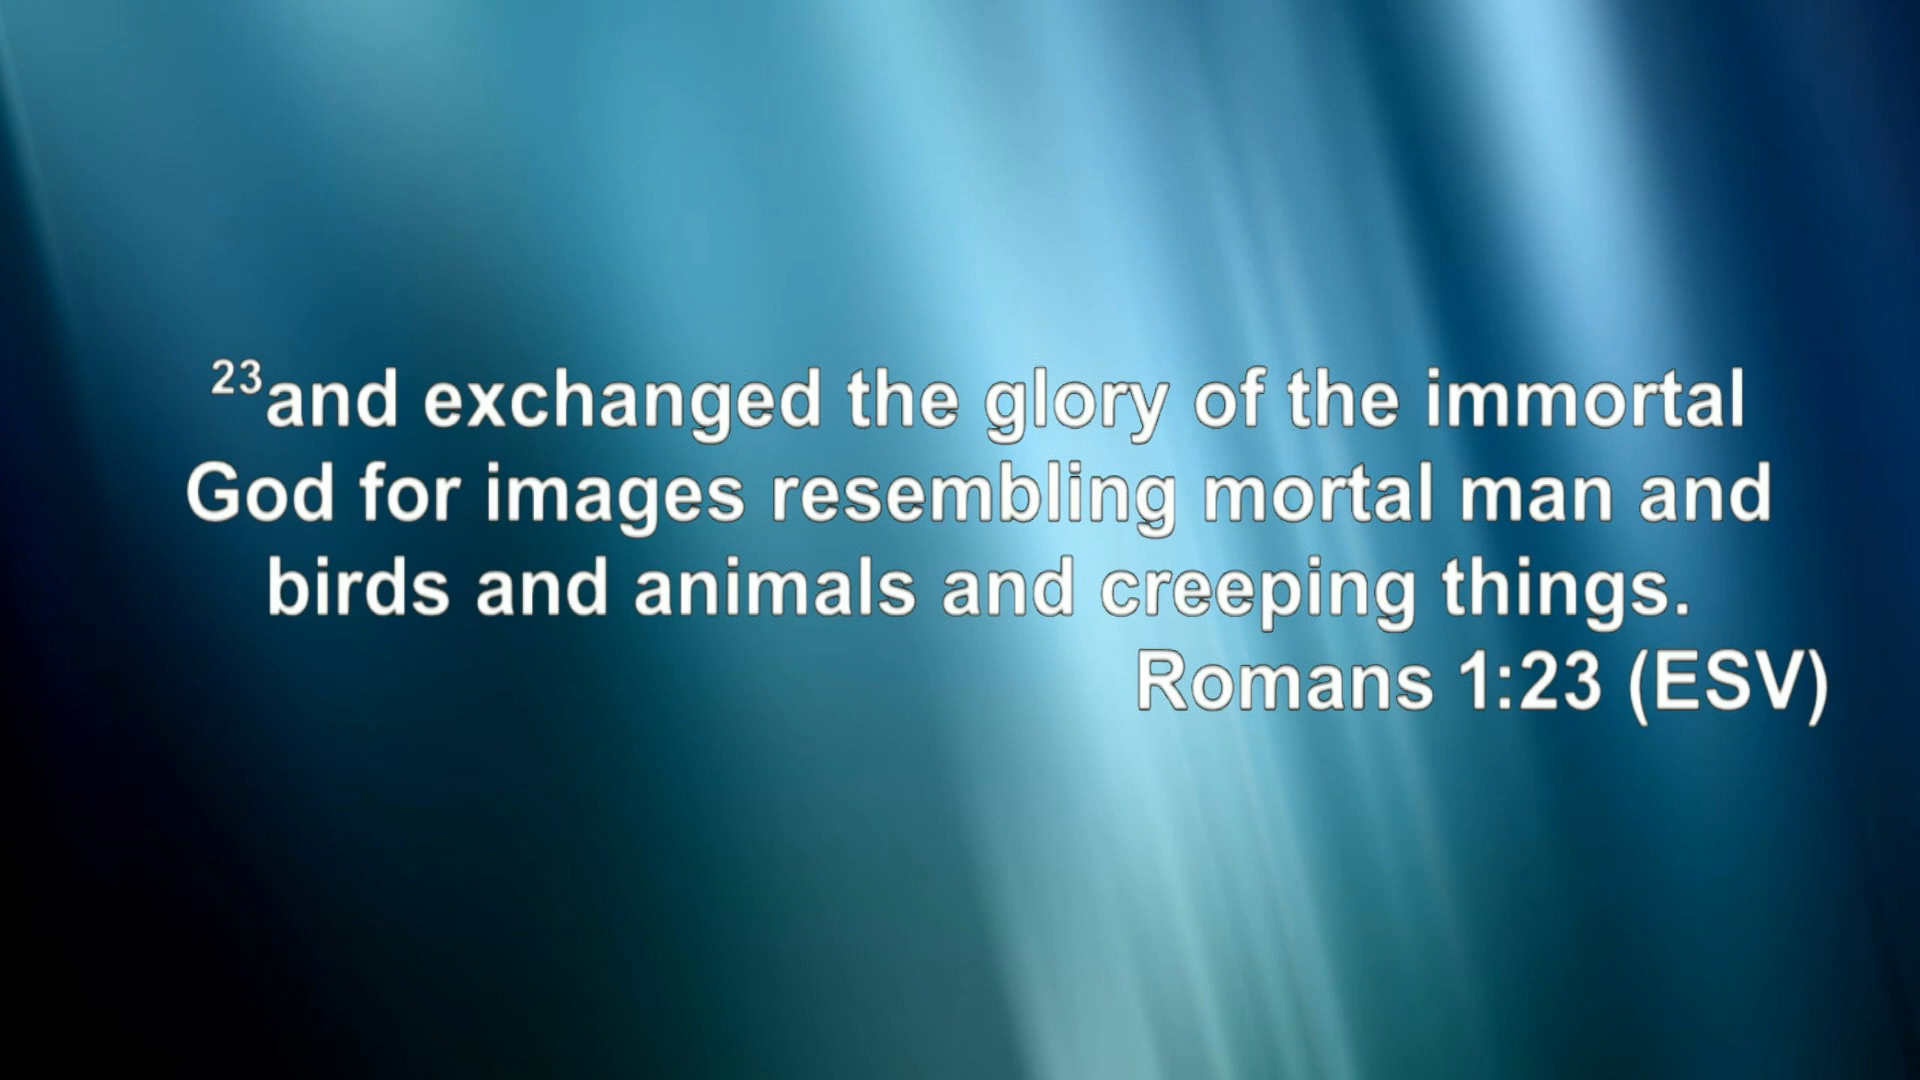 23and exchanged the glory of the immortal
God for images resembling mortal man and
birds and animals and creeping things.
Romans 1:23 (ESV)